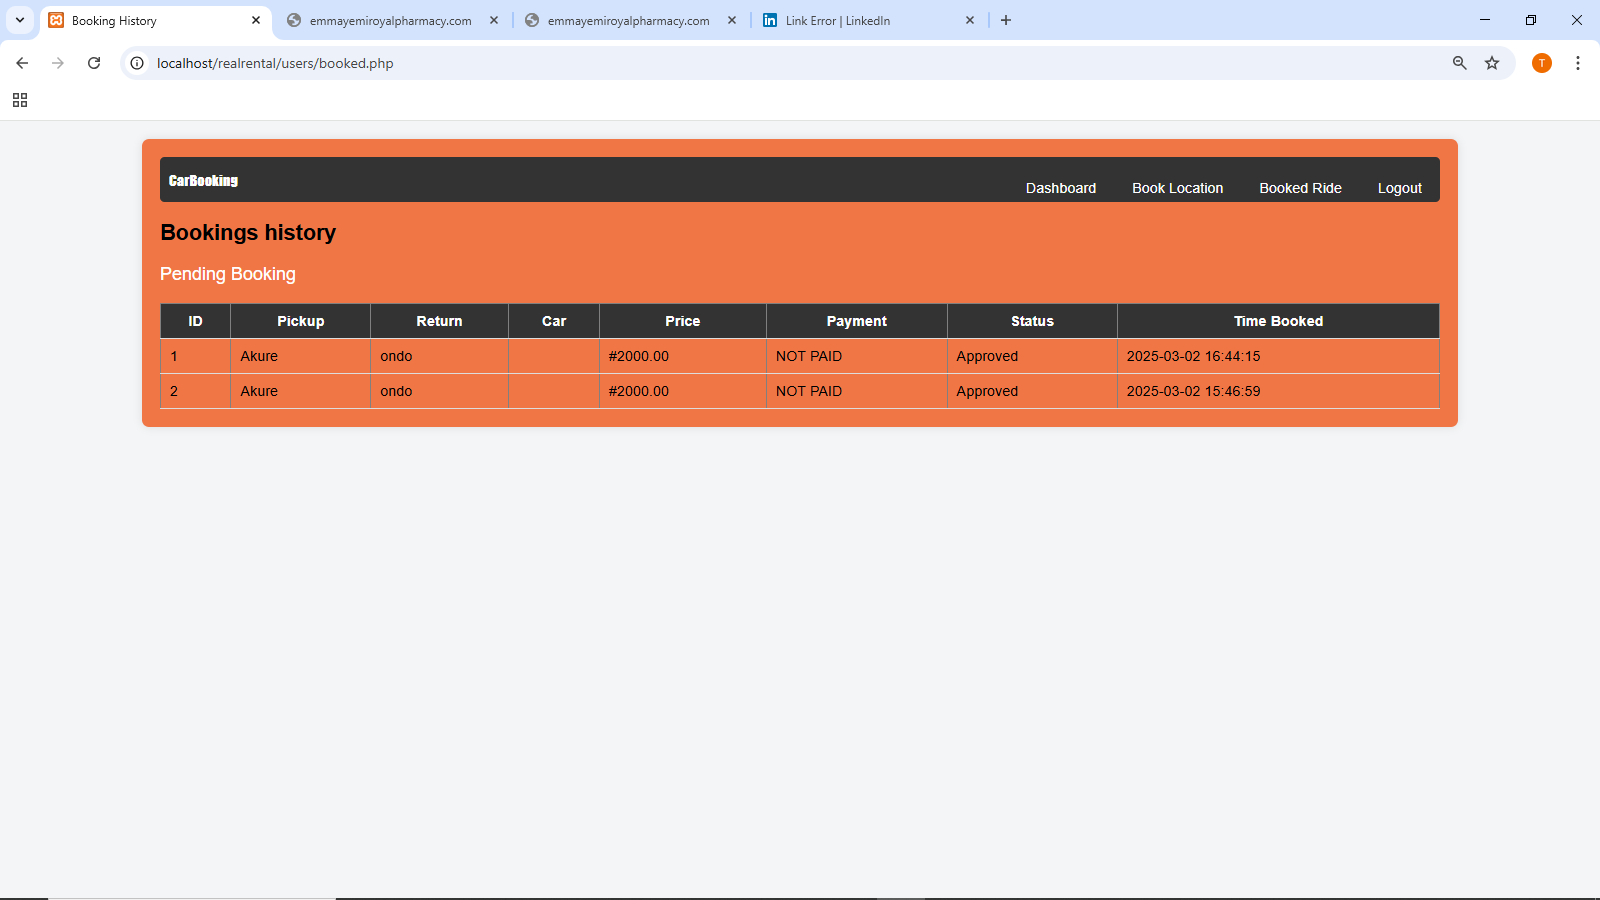 Booking History
emmayemiroyalpharmacy.com
emmayemiroyalpharmacy.com
Link Error | LinkedIn
localhost/realrental/users/booked.php
T
CarBooking
Dashboard Book Location Booked Ride Logout
Bookings history
Pending Booking
ID Pickup Return Car Price Payment Status Time Booked
1 Akure ondo #2000.00 NOT PAID Approved 2025-03-02 16:44:15
2 Akure ondo #2000.00 NOT PAID Approved 2025-03-02 15:46:59